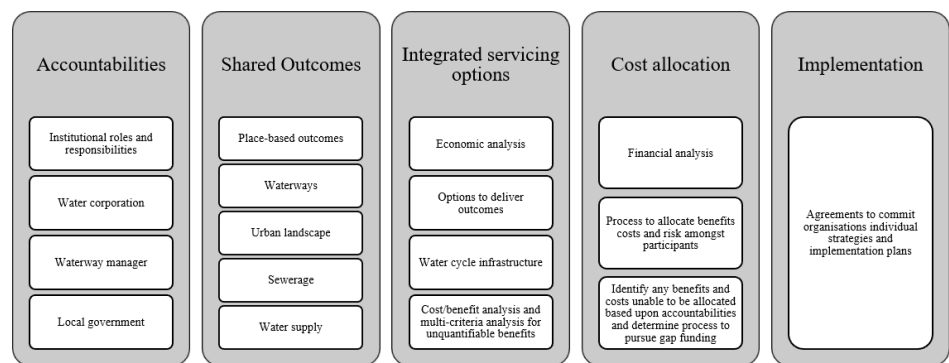 Accountabilities
Institutional roles and
responsibilities
Water corporation
Waterway manager
Local government
Shared Outcomes
Place-based outcomes
Waterways
Urban landscape
Sewerage
Water supply
Integrated servicing
options
Economic analysis
Options to deliver
outcomes
Water cycle infrastructure
Cost/benefit analysis and
multi-criteria analysis for
unquantifiable benefits
Cost allocation
Financial analysis
Process to allocate benefits
costs and risk amongst
participants
Identify any benefits and
costs unable to be allocated
based upon accountabilities
and determine process to
pursue gap funding
Implementation
Agreements to commit
organisations individual
strategies and
implementation plans